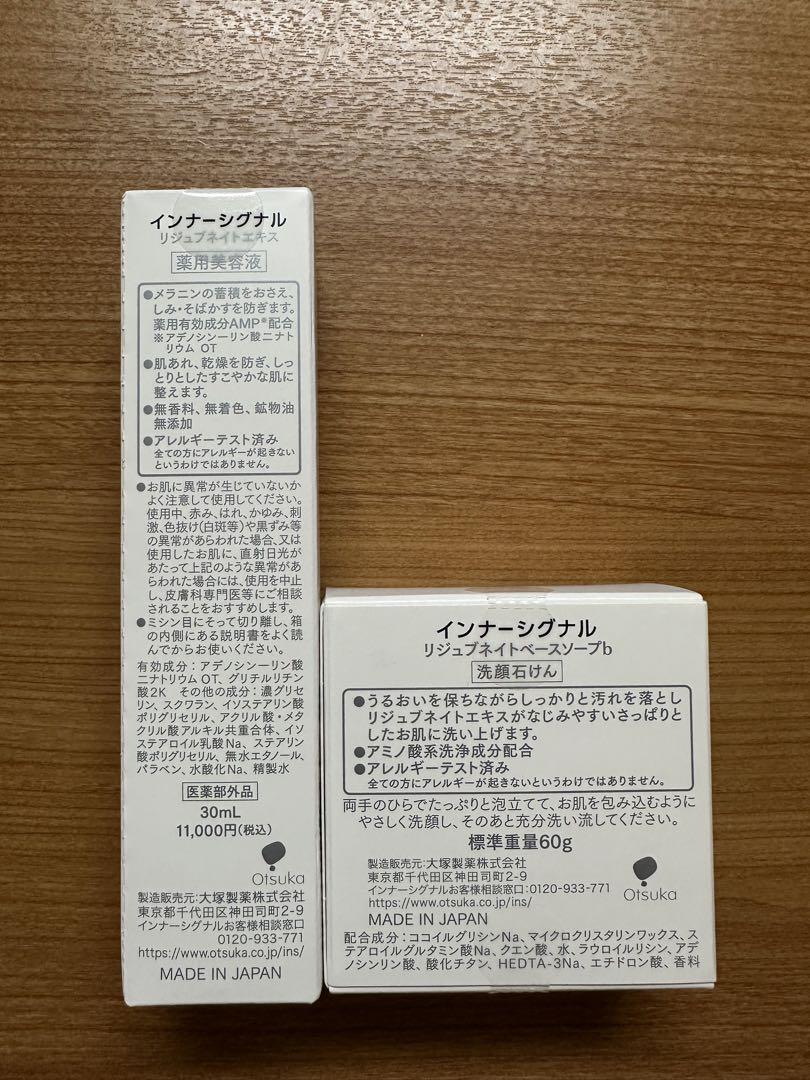 インナーシグナル
リジュブネイトエキス
薬用美容液
●メラニンの蓄積をおさえ、
しみ・そばかすを防ぎます。
薬用有効成分AMP※配合
※アデノシン一リン酸二ナト
リウム OT
●肌あれ、乾燥を防ぎ、しっ
とりとしたすこやかな肌に
整えます。
●無香料、無着色、鉱物油
無添加
●アレルギーテスト済み
全ての方にアレルギーが起きない
というわけではありません。
●お肌に異常が生じていないか
よく注意して使用してください。
使用中、赤み、はれ、かゆみ、刺
激、色抜け(白斑等)や黒ずみ等
の異常があらわれた場合、又は
使用したお肌に、直射日光が
あたって上記のような異常があ
らわれた場合には、使用を中止
し、皮膚科専門医等にご相談
されることをおすすめします。
●ミシン目にそって切り離し、箱
の内側にある説明書をよく読
んでからお使いください。
有効成分：アデノシン一リン酸
二ナトリウム OT、グリチルリチン
酸2K その他の成分：濃グリセ
リン、スクワラン、イソステアリン酸
ポリグリセリル、アクリル酸・メタ
クリル酸アルキル共重合体、イソ
ステアロイル乳酸Na、ステアリン
酸ポリグリセリル、無水エタノール、
パラベン、水酸化Na、精製水
医薬部外品
30mL
11,000円(税込)
Otsuka
製造販売元：大塚製薬株式会社
東京都千代田区神田司町2-9
インナーシグナルお客様相談窓口
0120-933-771
https://www.otsuka.co.jp/ins/
MADE IN JAPAN
インナーシグナル
リジュブネイトベースソープb
洗顔石けん
●うるおいを保ちながらしっかりと汚れを落とし
リジュブネイトエキスがなじみやすいさっぱりと
したお肌に洗い上げます。
●アミノ酸系洗浄成分配合
●アレルギーテスト済み
全ての方にアレルギーが起きないというわけではありません。
両手のひらでたっぷりと泡立てて、お肌を包み込むように
やさしく洗顔し、そのあと充分洗い流してください。
標準重量60g
製造販売元：大塚製薬株式会社
東京都千代田区神田司町2-9
インナーシグナルお客様相談窓口：0120-933-771
https://www.otsuka.co.jp/ins/
MADE IN JAPAN
Otsuka
配合成分：ココイルグリシンNa、マイクロクリスタリンワックス、ス
テアロイルグルタミン酸Na、クエン酸、水、ラウロイルリシン、アデ
ノシンリン酸、酸化チタン、HEDTA-3Na、エチドロン酸、香料